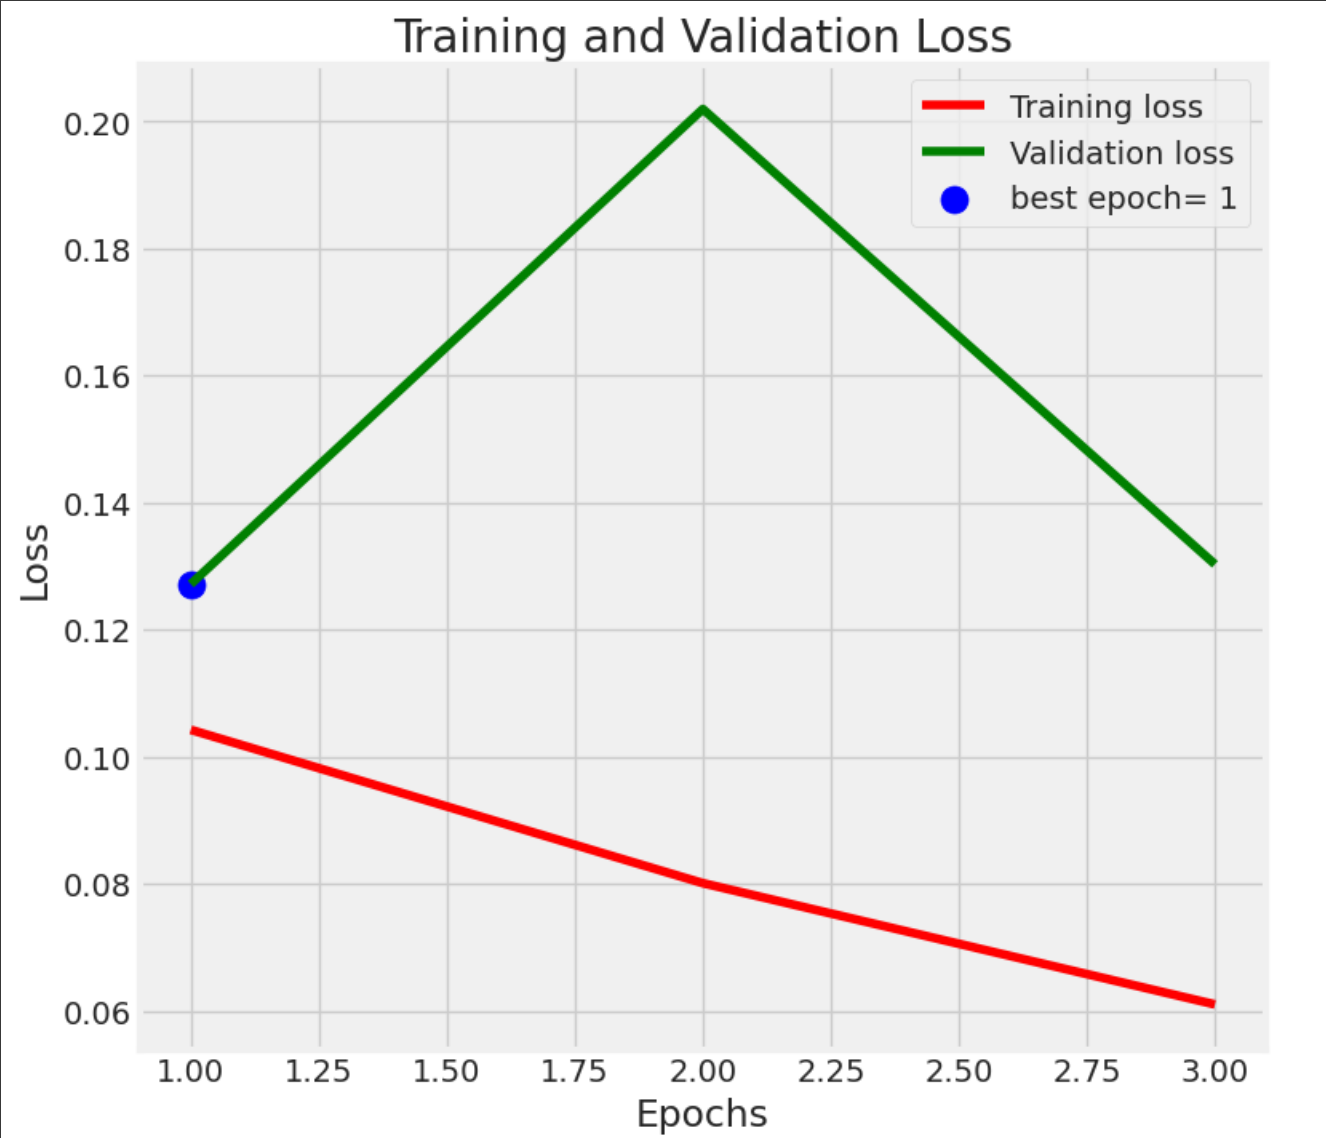 Training and Validation Loss
Training loss
Validation loss
best epoch= 1
0.20
0.18
0.16
0.14
0.12
0.10
0.08
0.06
Loss
1.00 1.25 1.50 1.75 2.00 2.25 2.50 2.75 3.00
Epochs